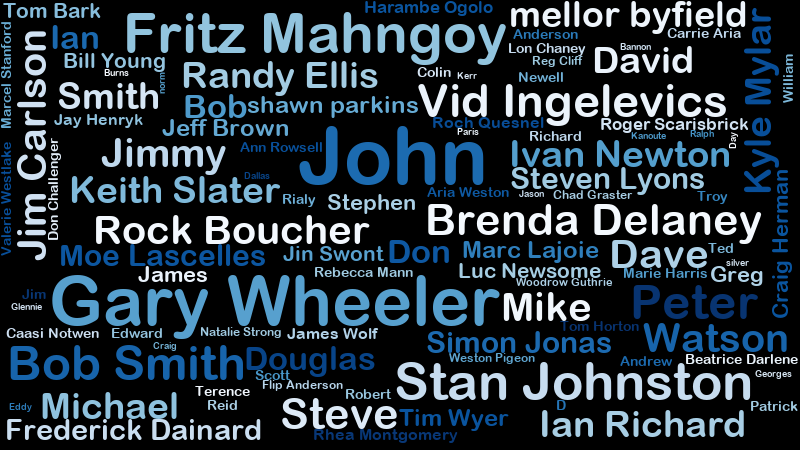 Tom Bark
Harambe Ogolo
mellor byfield
Marcel Stanford
Ian
Fritz Mahngoy
Anderson
Carrie Aria
Kyle Mylar
William
Jim Carlson
Bill Young
Lon Chaney
Bannon
David
Burns
norm
Randy Ellis
Colin
Kerr
Reg Cliff
Newell
Smith
Bob
shawn parkins
Vid Ingelevics
Jay Henryk
Jeff Brown
Roch Quesnel
Roger Scarisbrick
Paris
Richard
Kanoute
Ralph
Day
Valerie Westlake
Don Challenger
Jimmy
Ann Rowsell
John
Ivan Newton
Keith Slater
Dallas
Steven Lyons
Rialy
Stephen
Aria Weston
Jason
Chad Graster
Troy
Craig Herman
Rock Boucher
Brenda Delaney
Moe Lascelles
Jin Swont
Don
Marc Lajoie
Dave
Ted
silver
James
Rebecca Mann
Luc Newsome
Marie Harris
Greg
Woodrow Guthrie
Jim
Glennie
Gary Wheeler
Mike
Peter
Tom Horton
Caasi Notwen
Edward
Natalie Strong
James Wolf
Craig
Simon Jonas
Watson
Bob Smith
Douglas
Weston Pigeon
Andrew
Beatrice Darlene
Scott
Flip Anderson
Stan Johnston
Georges
Terence
Robert
Eddy
Michael
Reid
Steve
Tim Wyer
D
Patrick
Frederick Dainard
Rhea Montgomery
Ian Richard